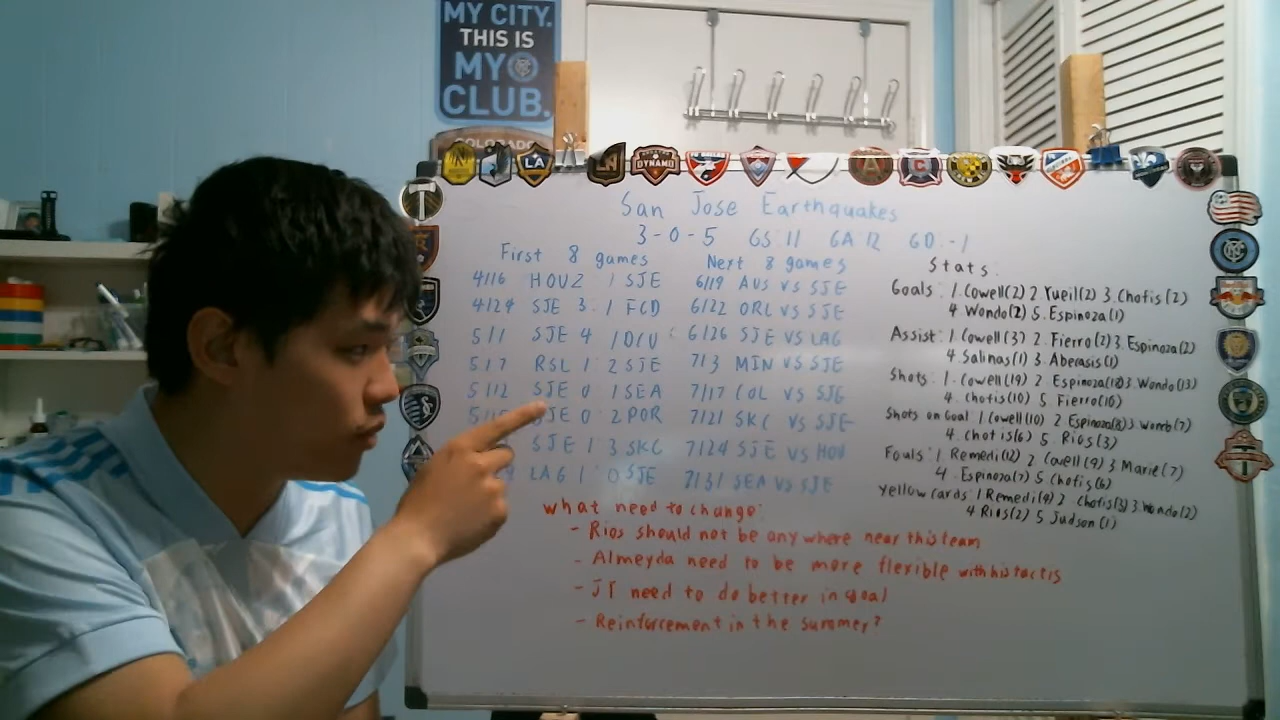 MY CITY.
THIS IS
MY
CLUB.
COLORADO
LA
DYNAMO
San Jose Earthquakes
3-0-5 GS:11 GA:12 GD:-1
First 8 games
4/16 HOU 2 1 SJE
4/24 SJE 3 1 FCD
5/1 SJE 4 1 DCU
5/7 RSL 1 2 SJE
5/12 SJE 0 1 SEA
SJE 0 2 POR
SJE 1 3 SKC
LAG 1 0 SJE
Next 8 games
6/19 AUS VS SJE
6/22 ORL VS SJE
6/26 SJE VS LAG
7/3 MIN VS SJE
7/17 COL VS SJE
7/21 SKC VS SJE
7/24 SJE VS HOU
7/31 SEA VS SJE
Stats:
Goals: 1. Cowell(2) 2. Yueil(2) 3. Chofis(2)
4 Wondo(2) 5. Espinoza(1)
Assist: 1. Cowell(3) 2. Fierro(2) 3. Espinoza(2)
4 Salinas(1) 3. Aberasis(1)
Shots: 1. Cowell(19) 2 Espinoza(18) 3. Wondo(13)
4. Chofis(10) 5. Fierro(10)
Shots on Goal 1 Cowell(10) 2 Espinoza(8) 3. Wondo(7)
4. Chofis(6) 5. Rios(3)
Fouls: 1 Remedi(12) 2. Cowell(9) 3 Marie(7)
4. Espinoza(7) 5 Chofis(6)
Yellow cards: 1 Remedi(4) 2 Chofis(3) 3. Wondo(2)
4 Rios(2) 5 Judson(1)
What need to change:
- Rios should not be anywhere near this team
- Almeyda need to be more flexible with his tactis
- JT need to do better in goal
- Reinforcement in the summer?